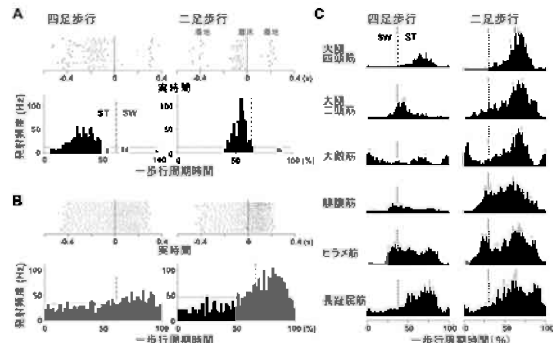 A
四足歩行
二足歩行
着地
離床
着地
-0.4
0
0.4
-0.4
0
0.4 (s)
実時間
発射頻度 (Hz)
100
50
0
ST
SW
100
50
0
0
50
100
0
50
100 (%)
一歩行周期時間
B
-0.4
0
0.4
-0.4
0
0.4 (s)
実時間
発射頻度 (Hz)
100
50
0
100
50
0
0
50
100
0
50
100 (%)
一歩行周期時間
C
四足歩行
二足歩行
SW
ST
大腿
四頭筋
大腿
二頭筋
大殿筋
腓腹筋
ヒラメ筋
長趾屈筋
0
50
100
0
50
100
一歩行周期時間 (%)